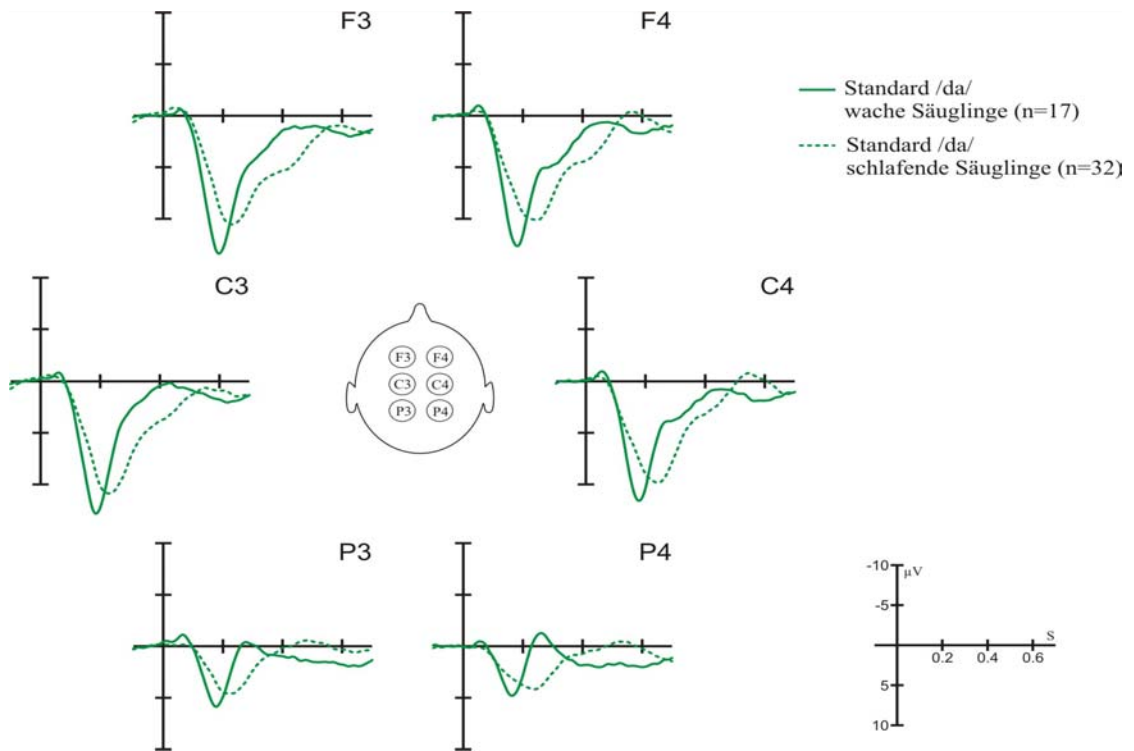 F3
F4
Standard /da/
wache Säuglinge (n=17)
Standard /da/
schlafende Säuglinge (n=32)
C3
C4
F3 F4
C3 C4
P3 P4
P3
P4
-10
µV
-5
S
0.2 0.4 0.6
5
10